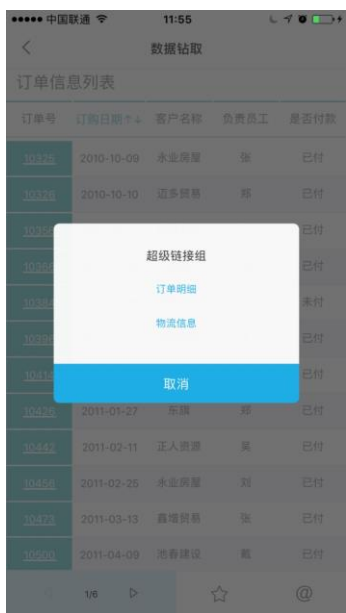 中国联通 11:55
数据钻取
订单信息列表
订单号 订购日期 客户名称 负责员工 是否付款
10325 2010-10-09 永业房屋 张 已付
10326 2010-10-10 迈多贸易 郑 已付
已付
已付
超级链接组
未付
订单明细
已付
物流信息
已付
取消
10426 2011-01-27 东旗 郑 已付
10442 2011-02-11 正人资源 吴 已付
10456 2011-02-25 永业房屋 刘 已付
10473 2011-03-13 鑫增贸易 张 已付
10500 2011-04-09 池春建设 戴 已付
1/6 @